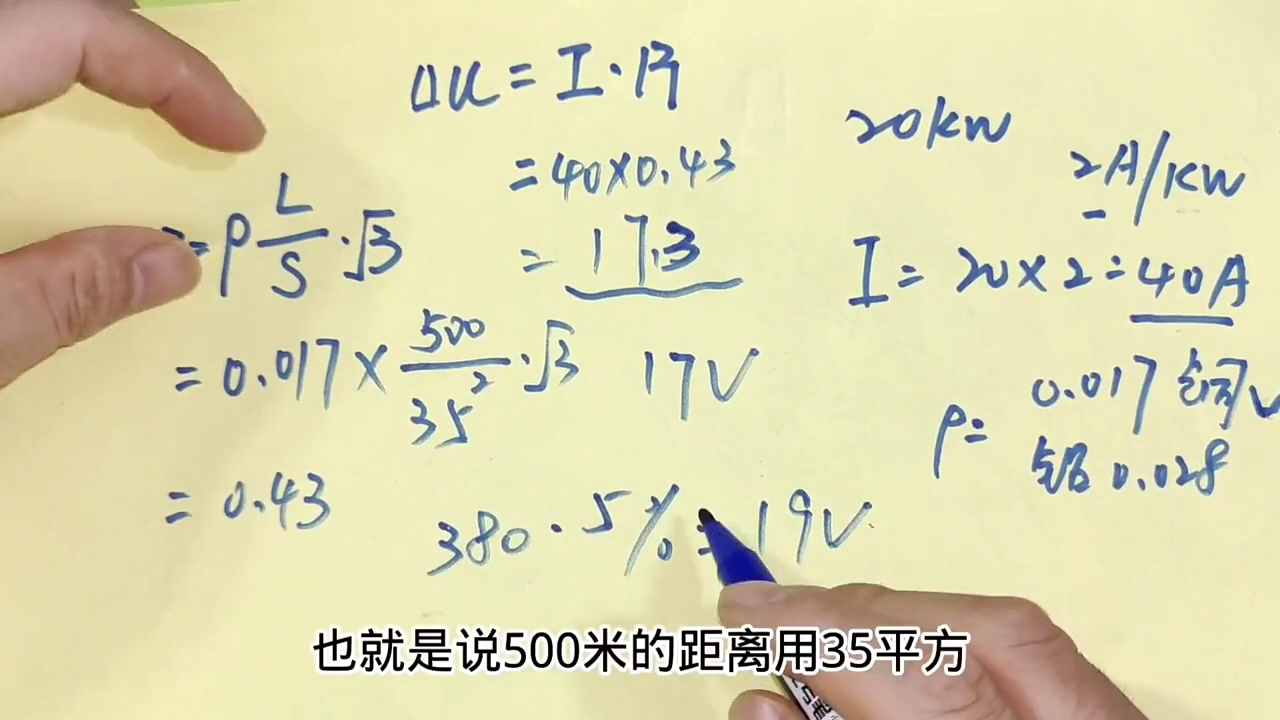 ΔU = I·R
= 40×0.43
= 17.3
= ρ L/S ·√3
= 0.017 × 500/35² ·√3
17V
= 0.43
380·5% = 19V
20kW
2A/KW
I = 20×2=40A
ρ= 0.017 铜√
铝 0.028
也就是说500米的距离用35平方